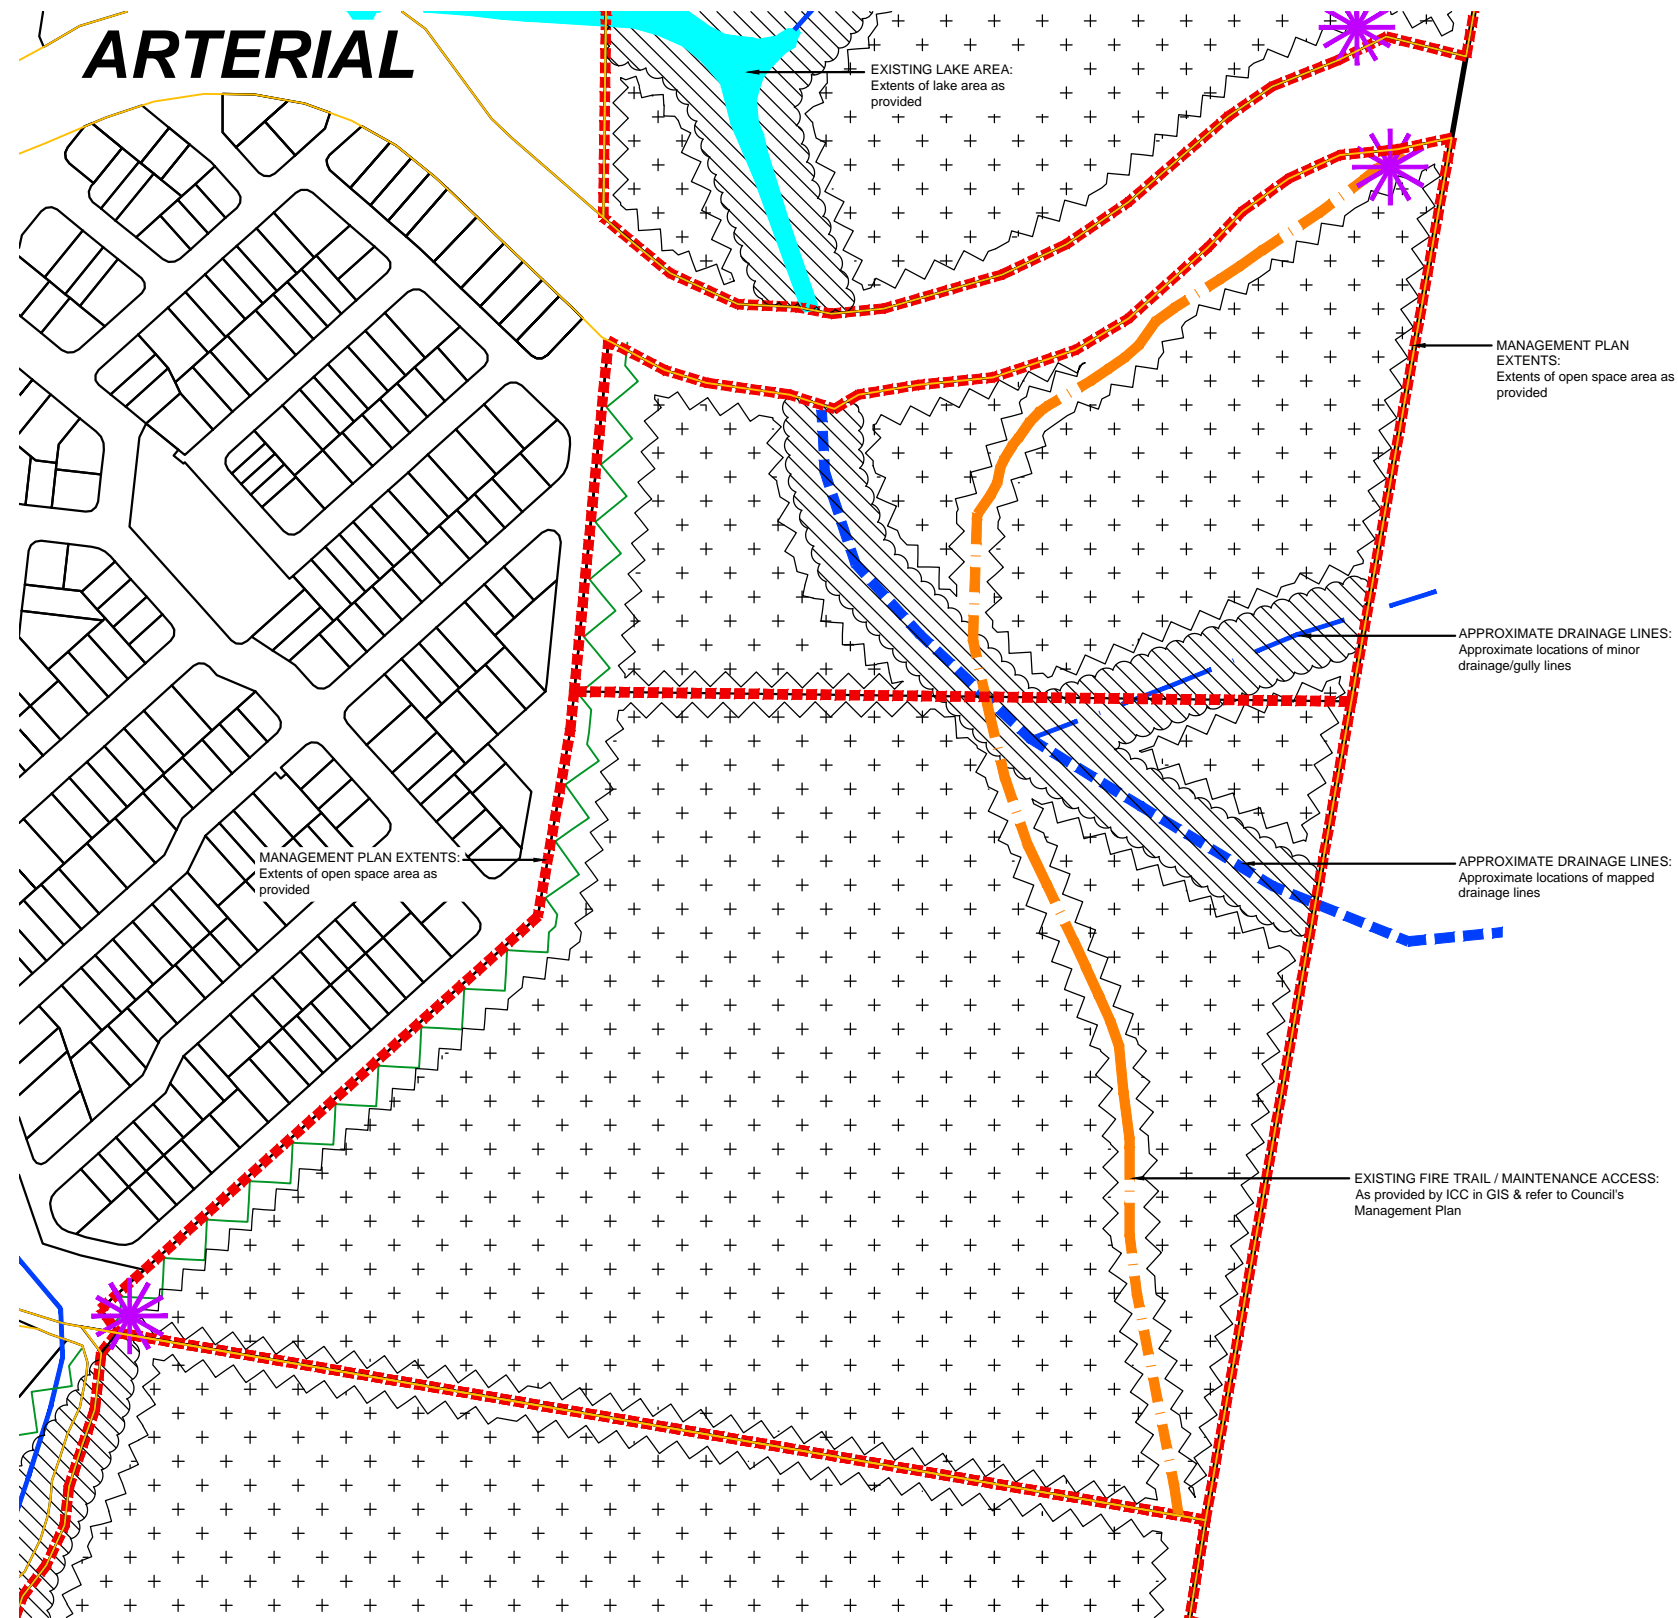 ARTERIAL
EXISTING LAKE AREA:
Extents of lake area as
provided
MANAGEMENT PLAN
EXTENTS:
Extents of open space area as
provided
APPROXIMATE DRAINAGE LINES:
Approximate locations of minor
drainage/gully lines
MANAGEMENT PLAN EXTENTS:
Extents of open space area as
provided
APPROXIMATE DRAINAGE LINES:
Approximate locations of mapped
drainage lines
EXISTING FIRE TRAIL / MAINTENANCE ACCESS:
As provided by ICC in GIS & refer to Council's
Management Plan